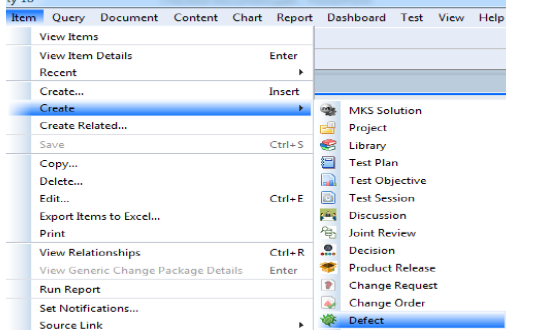 Item Query Document Content Chart Report Dashboard Test View Help
View Items
View Item Details Enter
Recent
Create... Insert
Create
Create Related...
Save Ctrl+S
Copy...
Delete...
Edit... Ctrl+E
Export Items to Excel...
Print
View Relationships Ctrl+R
View Generic Change Package Details Enter
Run Report
Set Notifications...
Source Link
MKS Solution
Project
Library
Test Plan
Test Objective
Test Session
Discussion
Joint Review
Decision
Product Release
Change Request
Change Order
Defect